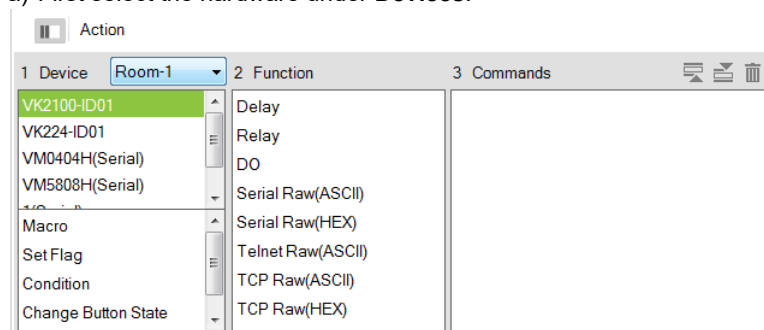 Action
1 Device Room-1 2 Function 3 Commands
VK2100-ID01
VK224-ID01
VM0404H(Serial)
VM5808H(Serial)
Macro
Set Flag
Condition
Change Button State
Delay
Relay
DO
Serial Raw(ASCII)
Serial Raw(HEX)
Telnet Raw(ASCII)
TCP Raw(ASCII)
TCP Raw(HEX)